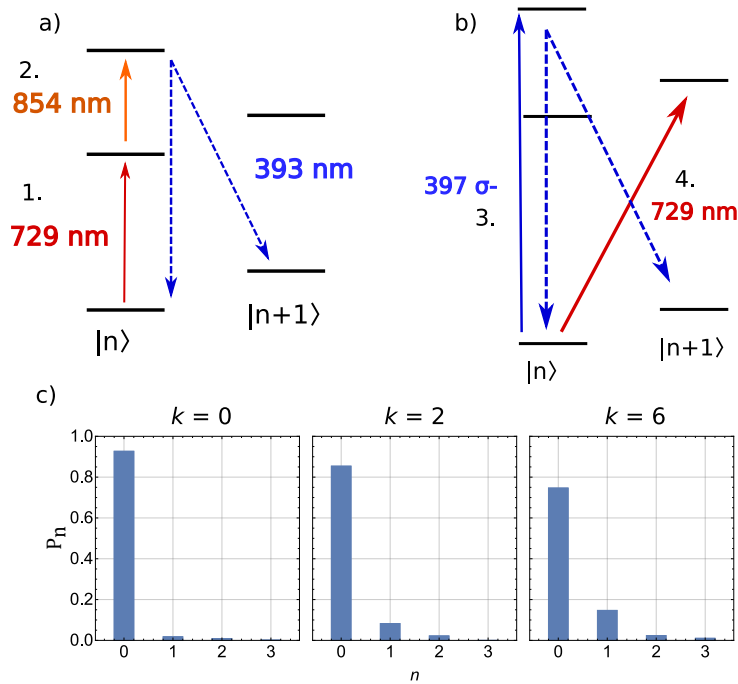 a)
2.
854 nm
1.
729 nm
393 nm
|n⟩
|n+1⟩
b)
397 σ-
3.
4.
729 nm
|n⟩
|n+1⟩
c)
k = 0
k = 2
k = 6
Pn
1.0
0.8
0.6
0.4
0.2
0.0
0 1 2 3
0 1 2 3
0 1 2 3
n